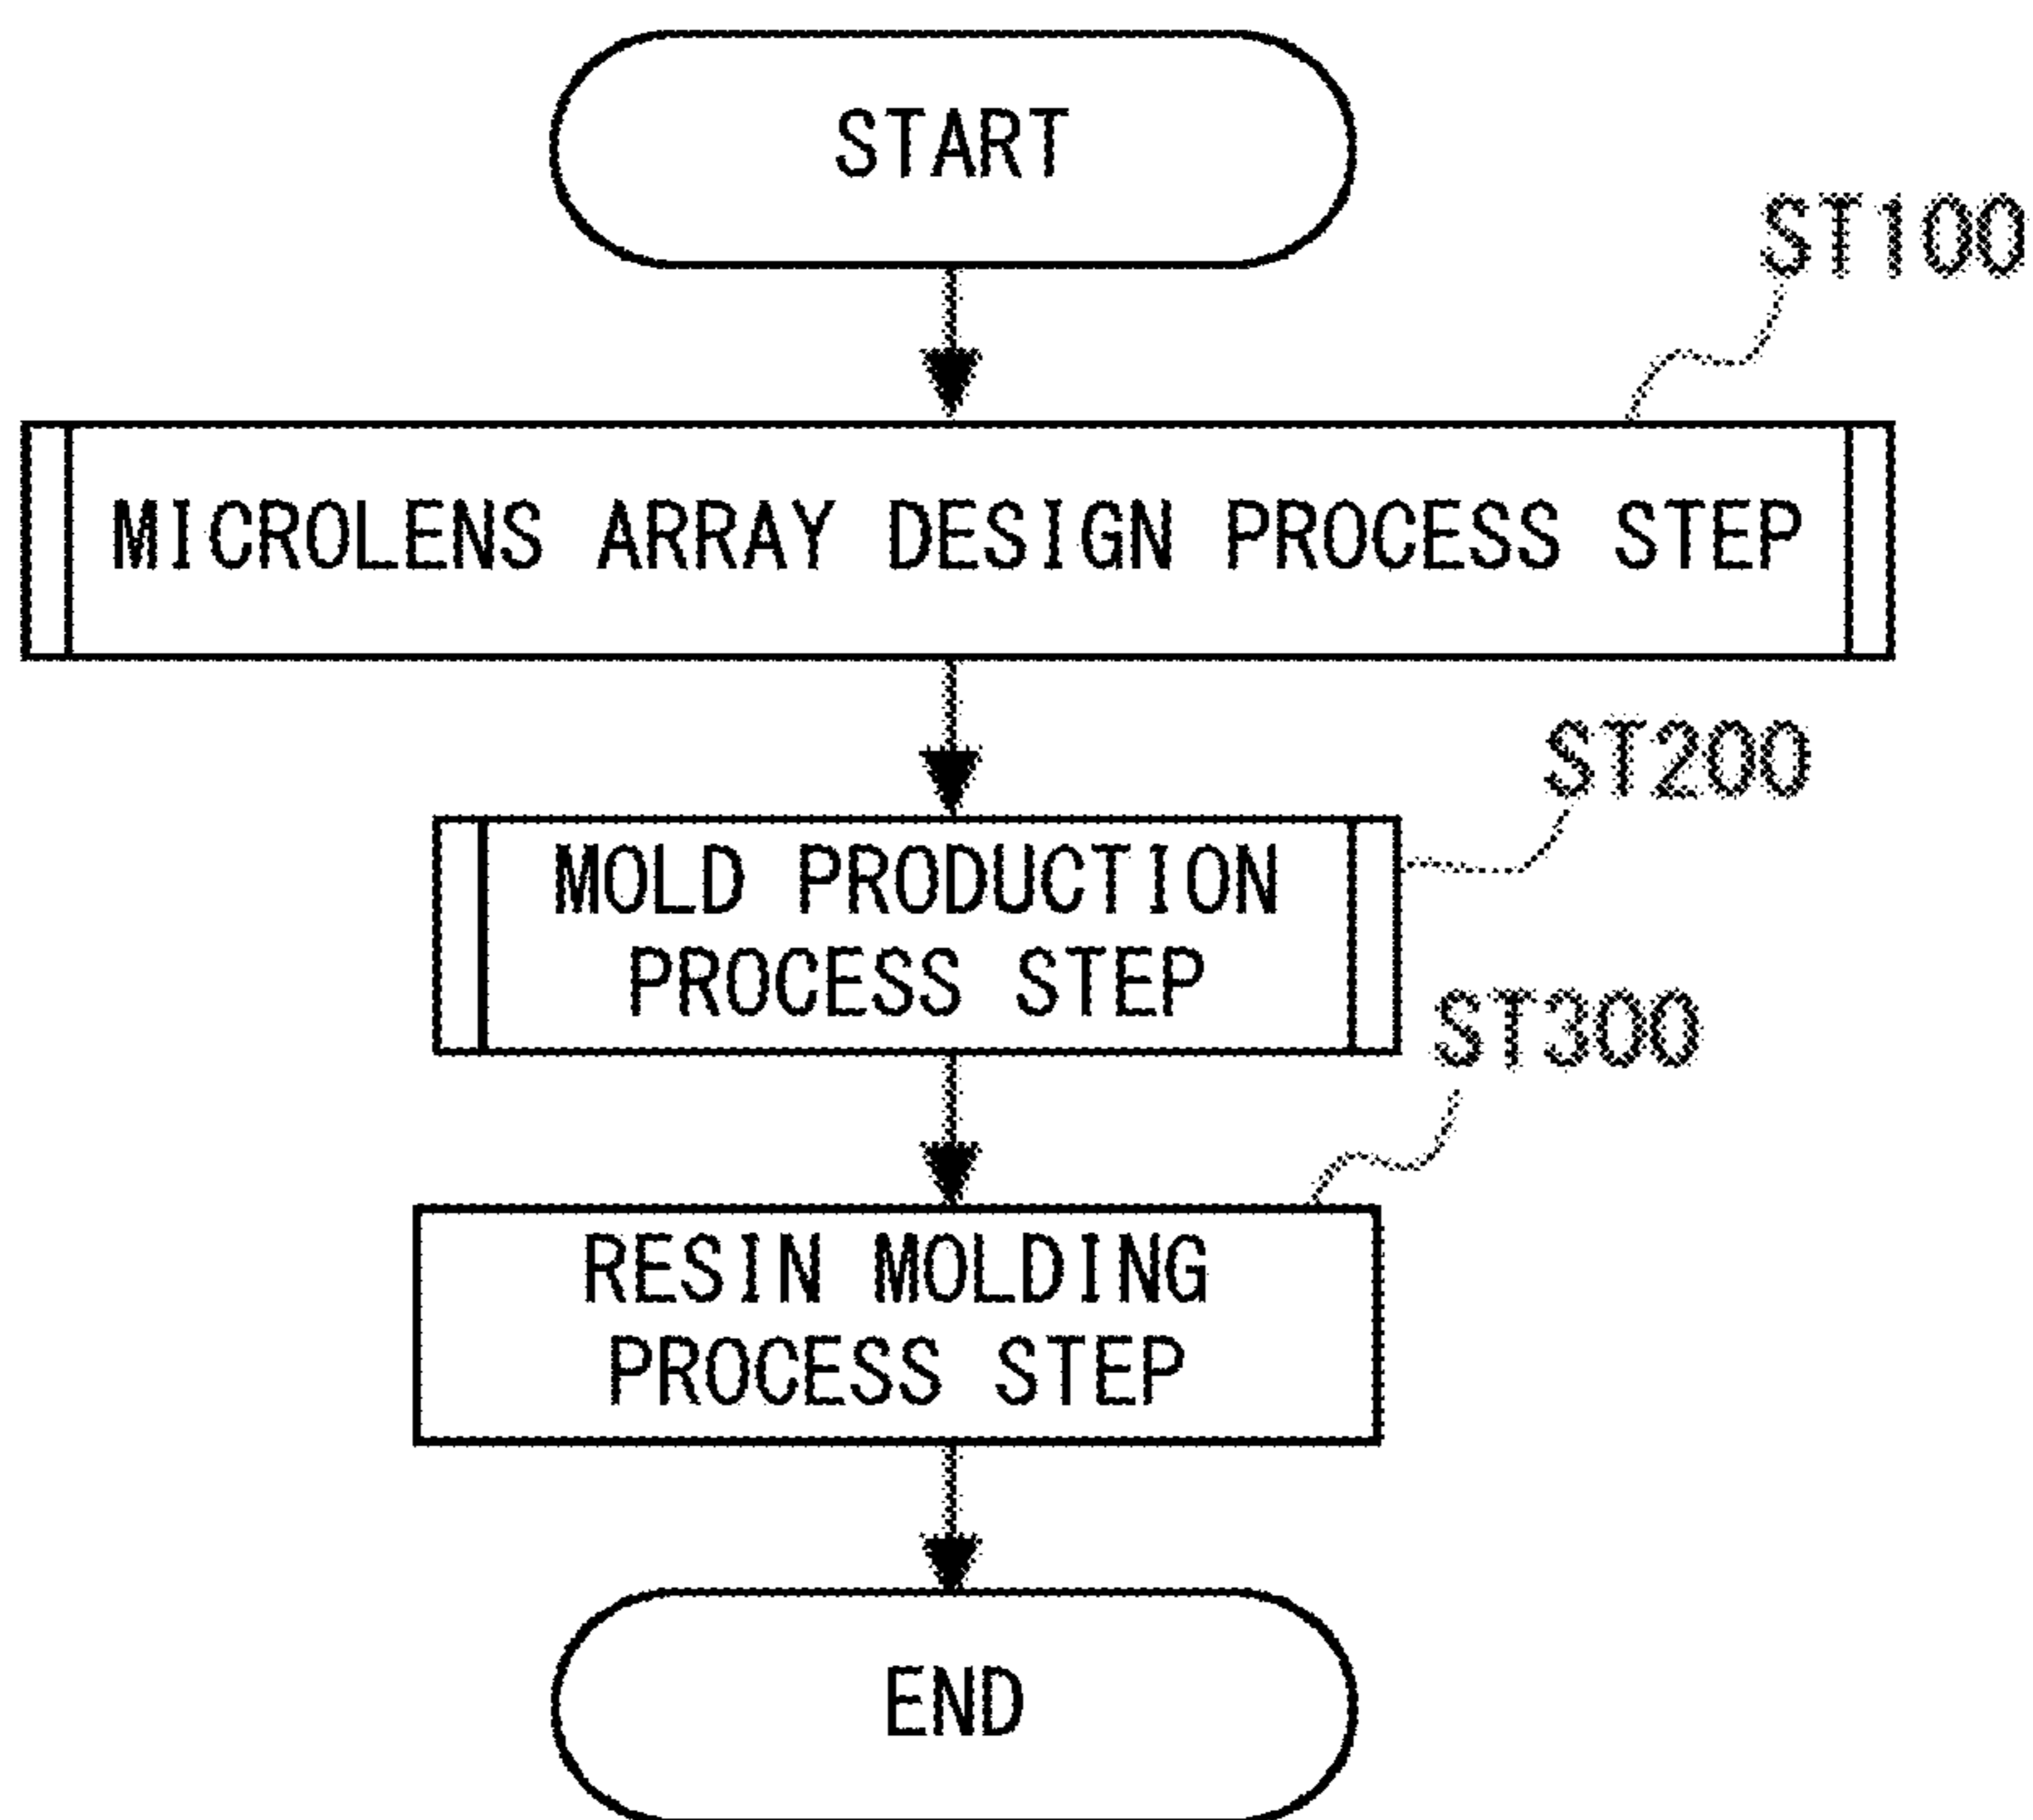 START
ST100
MICROLENS ARRAY DESIGN PROCESS STEP
ST200
MOLD PRODUCTION
PROCESS STEP
ST300
RESIN MOLDING
PROCESS STEP
END